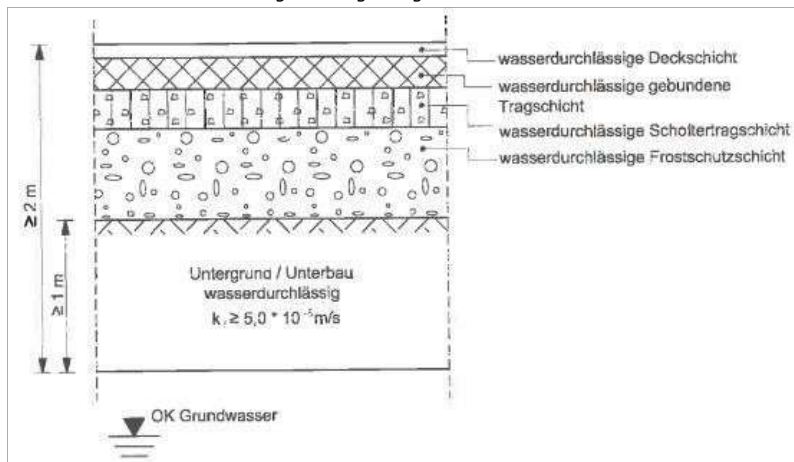 wasserdurchlässige Deckschicht
wasserdurchlässige gebundene
Tragschicht
wasserdurchlässige Schottertragschicht
wasserdurchlässige Frostschutzschicht
≥ 2 m
≥ 1 m
Untergrund / Unterbau
wasserdurchlässig
k f ≥ 5,0 * 10⁻⁵ m/s
OK Grundwasser